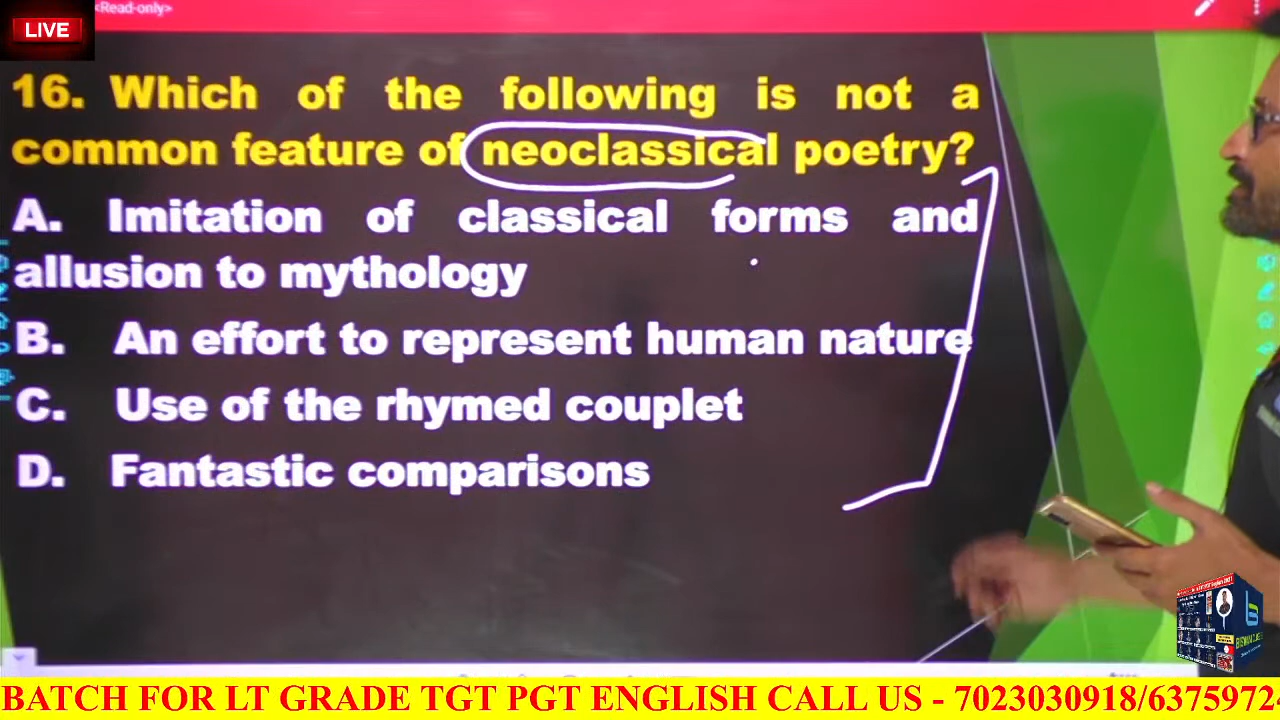 <Read-only>
LIVE
16. Which of the following is not a
common feature of neoclassical poetry?
A. Imitation of classical forms and
allusion to mythology
B. An effort to represent human nature
C. Use of the rhymed couplet
D. Fantastic comparisons
BATCH FOR LT GRADE TGT PGT ENGLISH CALL US - 7023030918/6375972